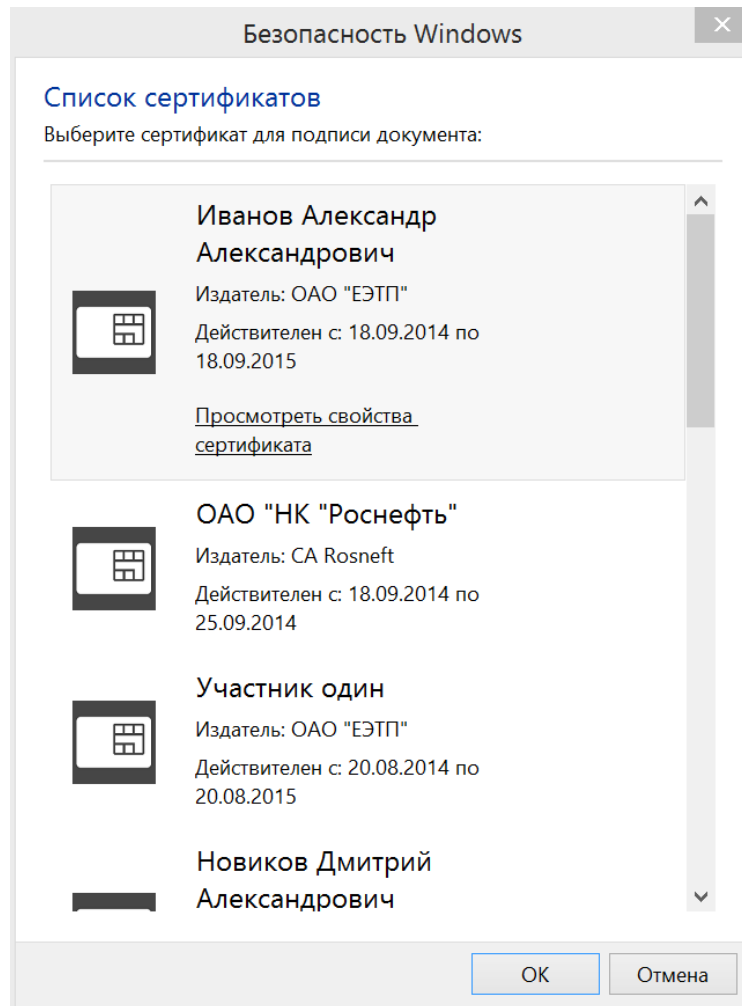 Безопасность Windows
Список сертификатов
Выберите сертификат для подписи документа:
Иванов Александр
Александрович
Издатель: ОАО "ЕЭТП"
Действителен с: 18.09.2014 по
18.09.2015
Просмотреть свойства
сертификата
ОАО "НК "Роснефть"
Издатель: CA Rosneft
Действителен с: 18.09.2014 по
25.09.2014
Участник один
Издатель: ОАО "ЕЭТП"
Действителен с: 20.08.2014 по
20.08.2015
Новиков Дмитрий
Александрович
ОК
Отмена